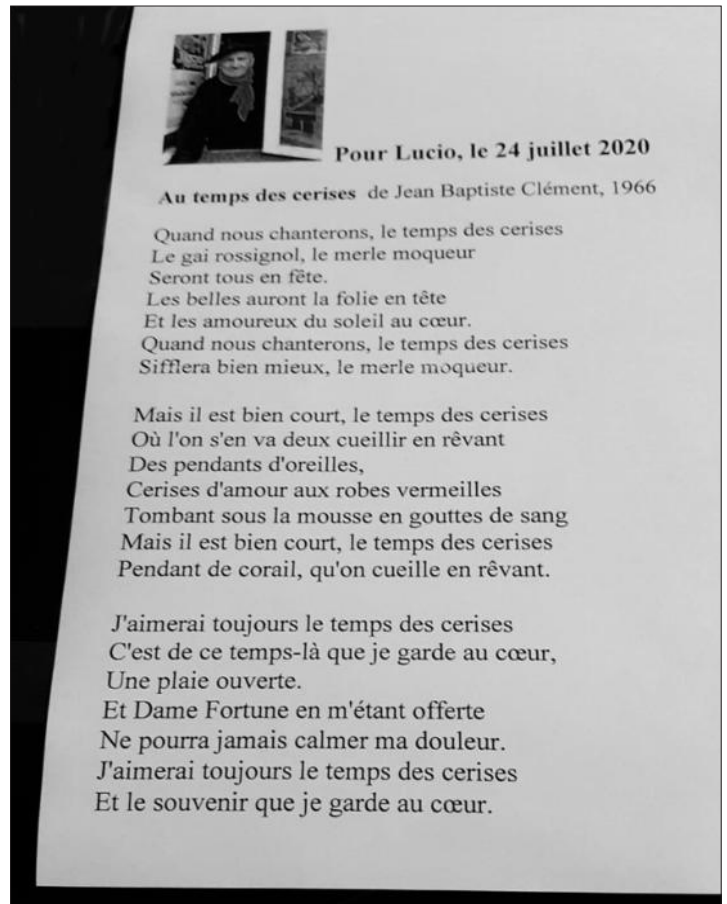 Pour Lucio, le 24 juillet 2020
Au temps des cerises de Jean Baptiste Clément, 1966
Quand nous chanterons, le temps des cerises
Le gai rossignol, le merle moqueur
Seront tous en fête.
Les belles auront la folie en tête
Et les amoureux du soleil au cœur.
Quand nous chanterons, le temps des cerises
Sifflera bien mieux, le merle moqueur.
Mais il est bien court, le temps des cerises
Où l'on s'en va deux cueillir en rêvant
Des pendants d'oreilles,
Cerises d'amour aux robes vermeilles
Tombant sous la mousse en gouttes de sang
Mais il est bien court, le temps des cerises
Pendant de corail, qu'on cueille en rêvant.
J'aimerai toujours le temps des cerises
C'est de ce temps-là que je garde au cœur,
Une plaie ouverte.
Et Dame Fortune en m'étant offerte
Ne pourra jamais calmer ma douleur.
J'aimerai toujours le temps des cerises
Et le souvenir que je garde au cœur.